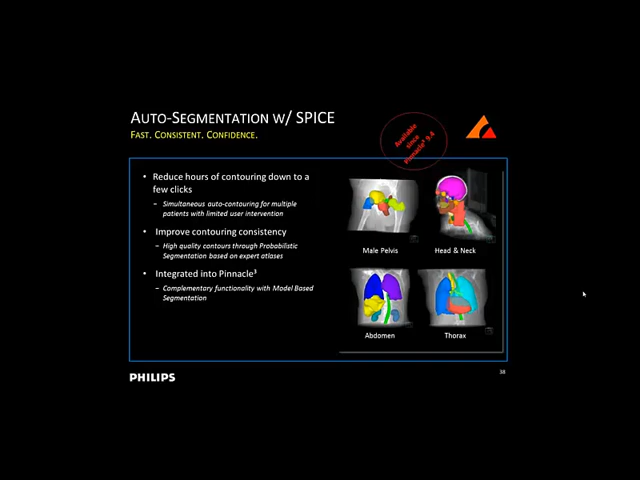 AUTO-SEGMENTATION W/ SPICE
FAST. CONSISTENT. CONFIDENCE.
Available
since
Pinnacle³ 9.4
• Reduce hours of contouring down to a
few clicks
– Simultaneous auto-contouring for multiple
patients with limited user intervention
• Improve contouring consistency
– High quality contours through Probabilistic
Segmentation based on expert atlases
• Integrated into Pinnacle³
– Complementary functionality with Model Based
Segmentation
Male Pelvis
Head & Neck
Abdomen
Thorax
PHILIPS
38